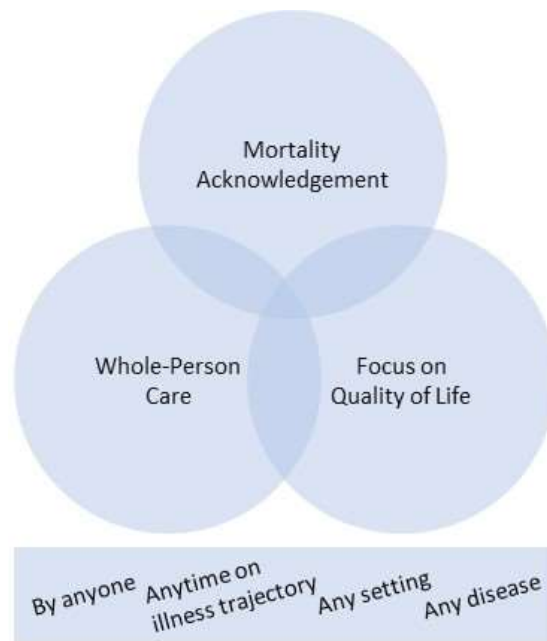 Mortality
Acknowledgement
Whole-Person
Care
Focus on
Quality of Life
By anyone
Anytime on
illness trajectory
Any setting
Any disease